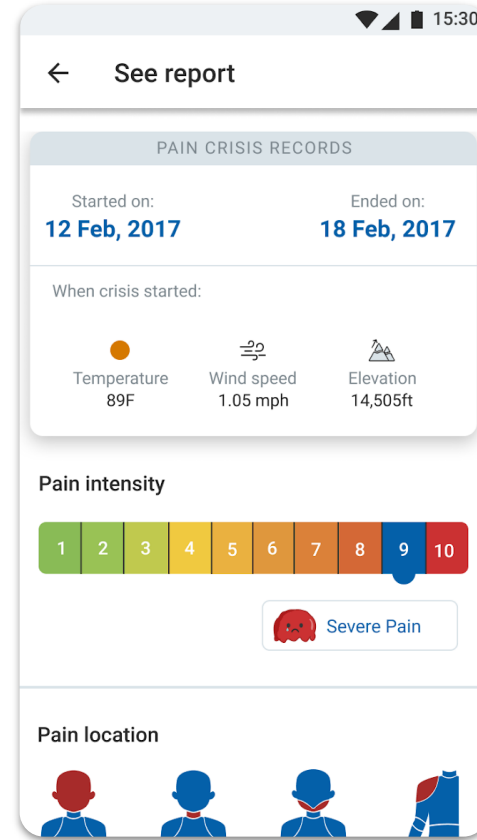 15:30
See report
PAIN CRISIS RECORDS
Started on:
Ended on:
12 Feb, 2017
18 Feb, 2017
When crisis started:
Temperature
Wind speed
Elevation
89F
1.05 mph
14,505ft
Pain intensity
1 2 3 4 5 6 7 8 9 10
Severe Pain
Pain location